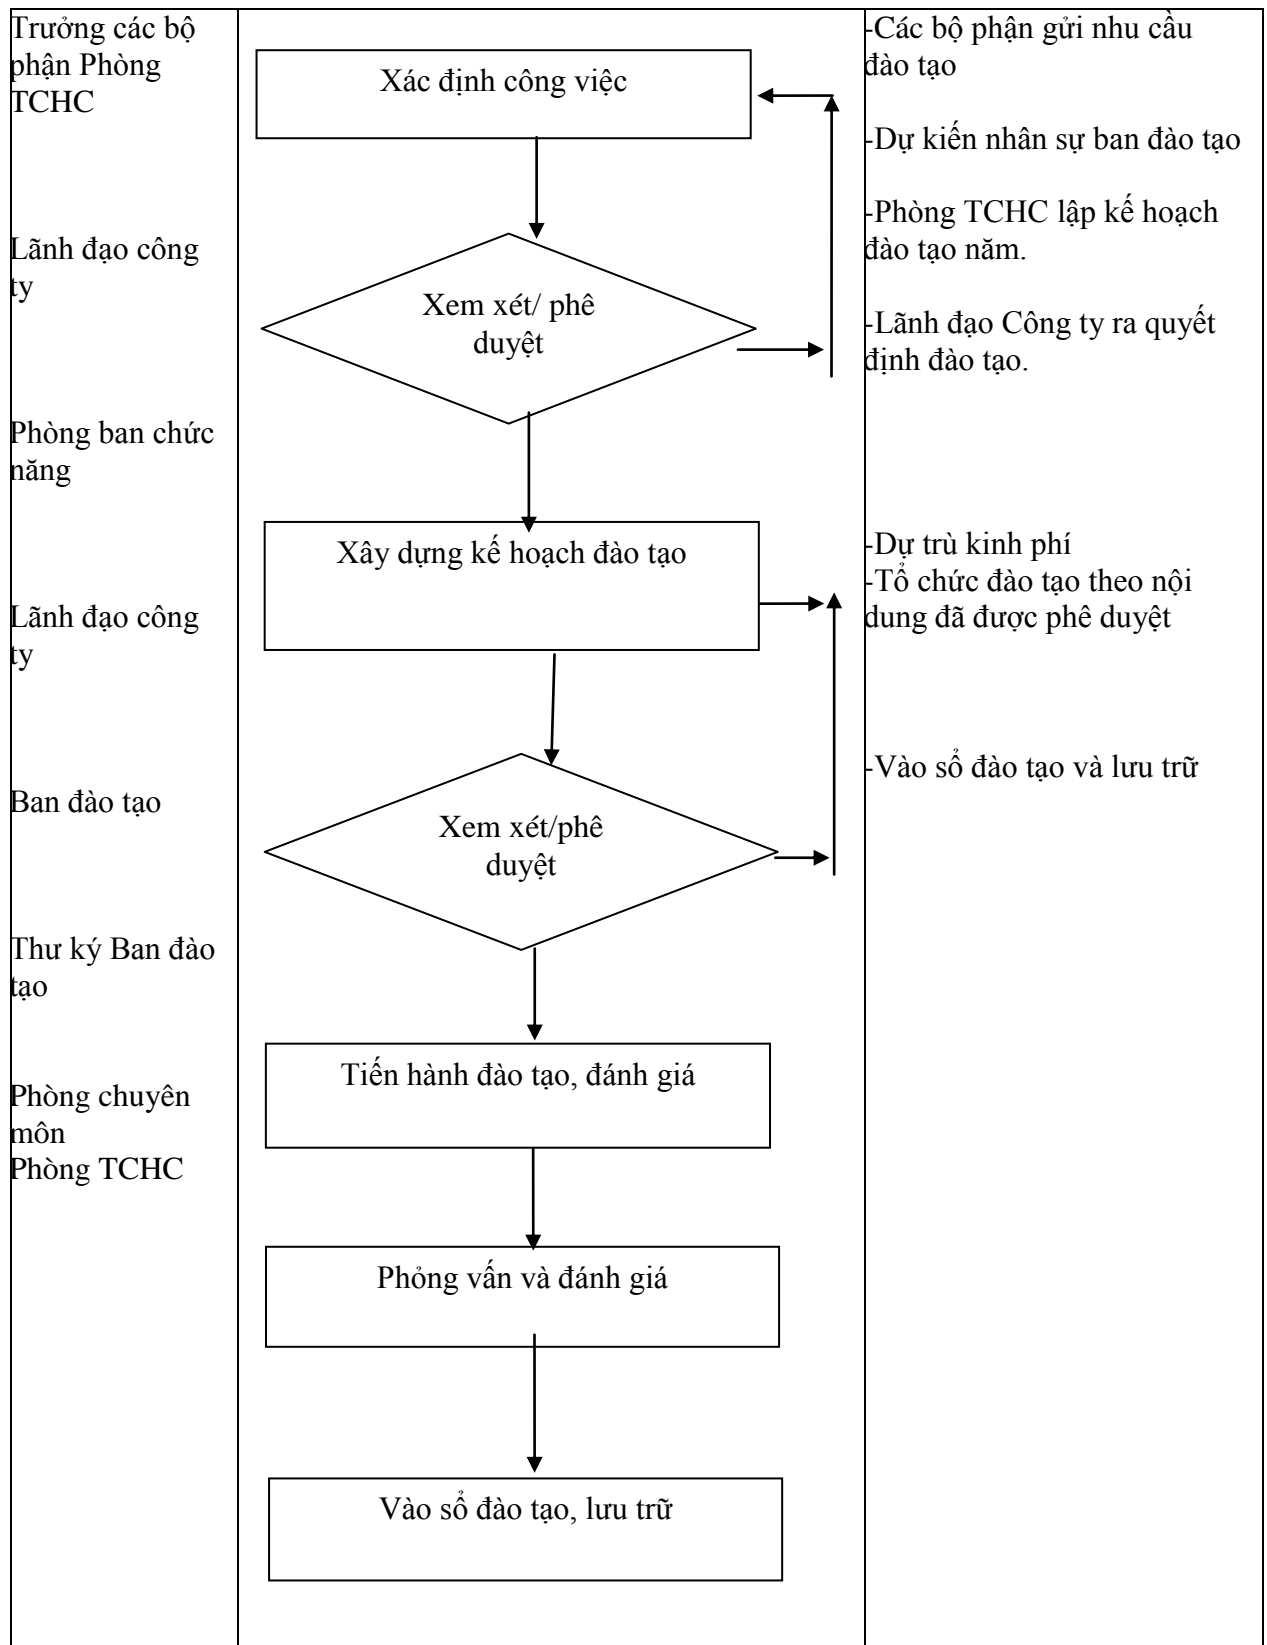 Trưởng các bộ
phận Phòng
TCHC
Lãnh đạo công
ty
Phòng ban chức
năng
Lãnh đạo công
ty
Ban đào tạo
Thư ký Ban đào
tạo
Phòng chuyên
môn
Phòng TCHC
Xác định công việc
Xem xét/ phê
duyệt
Xây dựng kế hoạch đào tạo
Xem xét/phê
duyệt
Tiến hành đào tạo, đánh giá
Phỏng vấn và đánh giá
Vào sổ đào tạo, lưu trữ
-Các bộ phận gửi nhu cầu
đào tạo
-Dự kiến nhân sự ban đào tạo
-Phòng TCHC lập kế hoạch
đào tạo năm.
-Lãnh đạo Công ty ra quyết
định đào tạo.
-Dự trù kinh phí
-Tổ chức đào tạo theo nội
dung đã được phê duyệt
-Vào sổ đào tạo và lưu trữ